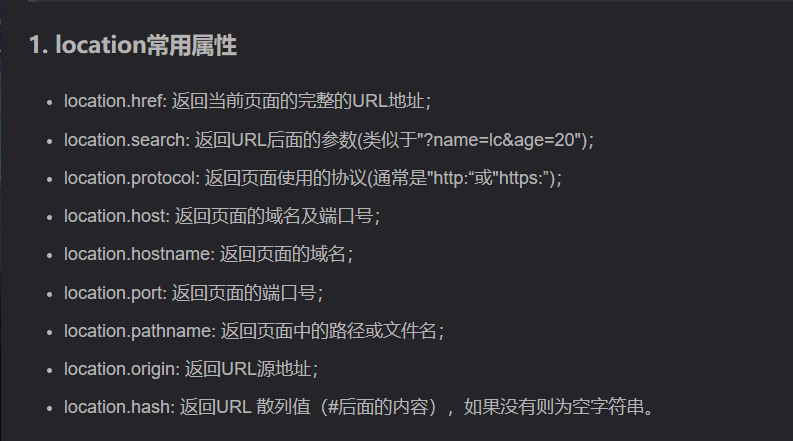 1. location常用属性
• location.href: 返回当前页面的完整的URL地址；
• location.search: 返回URL后面的参数(类似于"?name=lc&age=20")；
• location.protocol: 返回页面使用的协议(通常是"http:“或"https:”)；
• location.host: 返回页面的域名及端口号；
• location.hostname: 返回页面的域名；
• location.port: 返回页面的端口号；
• location.pathname: 返回页面中的路径或文件名；
• location.origin: 返回URL源地址；
• location.hash: 返回URL 散列值（#后面的内容），如果没有则为空字符串。